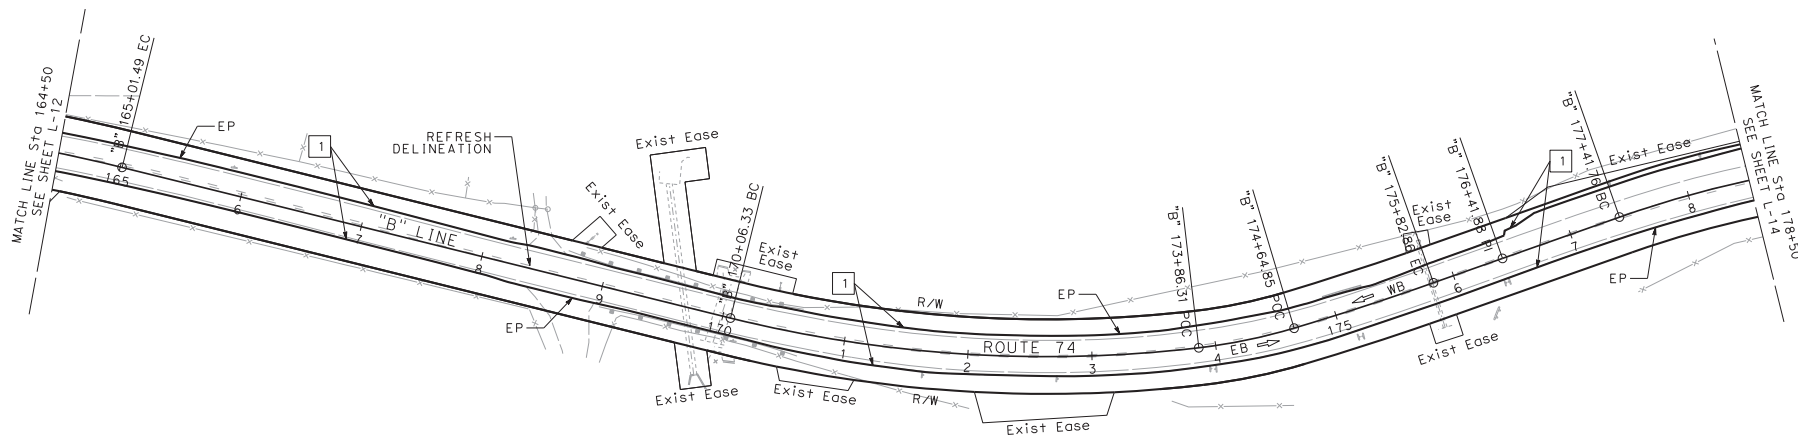 MATCH LINE Sta 164+50
SEE SHEET L-12
"B" 165+01.49 EC
165
EP
1
6
7
"B" LINE
REFRESH
DELINEATION
8
9
EP
Exist Ease
Exist Ease
Exist Ease
"B" 170+06.33 BC
170
Exist
Ease
Exist Ease
1
1
R/W
R/W
2
ROUTE 74
3
Exist Ease
EP
"B" 173+86.31 POC
4
EB
"B" 174+64.85 POC
175
WB
"B" 175+82.86 EC
Exist
Ease
6
Exist Ease
"B" 176+41.83 PI
1
7
"B" 177+41.76 BC
EP
Exist Ease
8
MATCH LINE Sta 178+50
SEE SHEET L-14